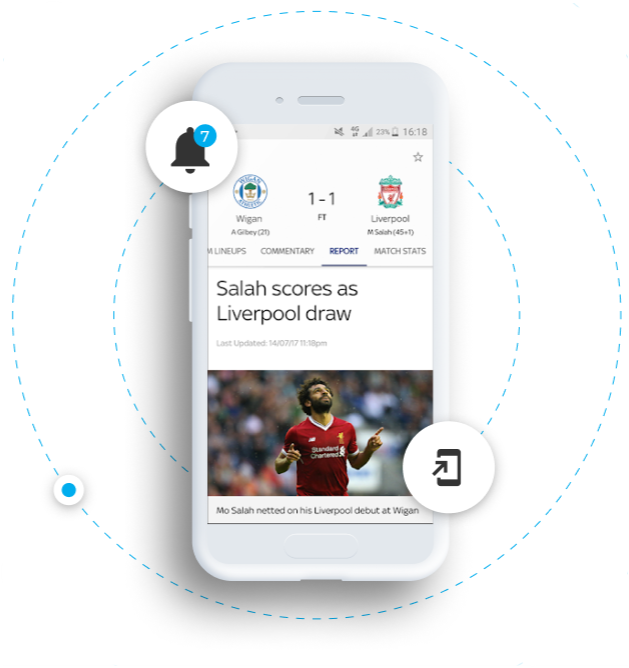 7
4G 23% 16:18
WIGAN
1-1
FT
Wigan
Liverpool
A Gibey (21)
M Salah (45+1)
M LINEUPS COMMENTARY REPORT MATCH STATS
Salah scores as
Liverpool draw
Last Updated: 14/07/17 11:18pm
Standard
Chartered
Mo Salah netted on his Liverpool debut at Wigan